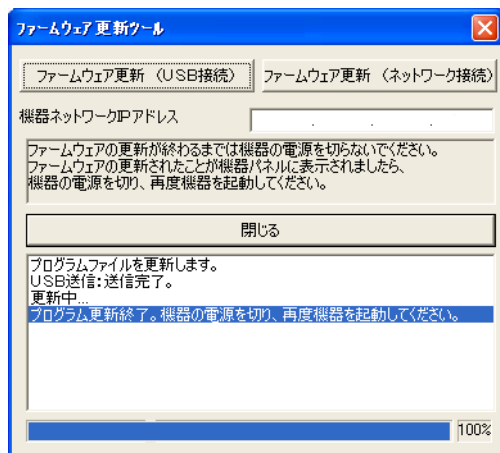 ファームウェア更新ツール
ファームウェア更新（USB接続）
ファームウェア更新（ネットワーク接続）
機器ネットワークIPアドレス
. . .
ファームウェアの更新が終わるまでは機器の電源を切らないでください。
ファームウェアの更新されたことが機器パネルに表示されましたら、
機器の電源を切り、再度機器を起動してください。
閉じる
プログラムファイルを更新します。
USB送信：送信完了。
更新中...
プログラム更新終了。機器の電源を切り、再度機器を起動してください。
100%